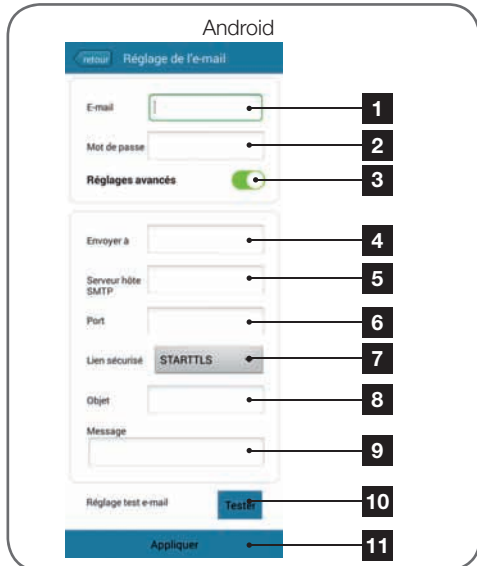 Android
retour Réglage de l'e-mail
E-mail 1
Mot de passe 2
Réglages avancés 3
Envoyer à 4
Serveur hôte 5
SMTP
Port 6
Lien sécurisé STARTTLS 7
Objet 8
Message
9
Réglage test e-mail Tester 10
Appliquer 11